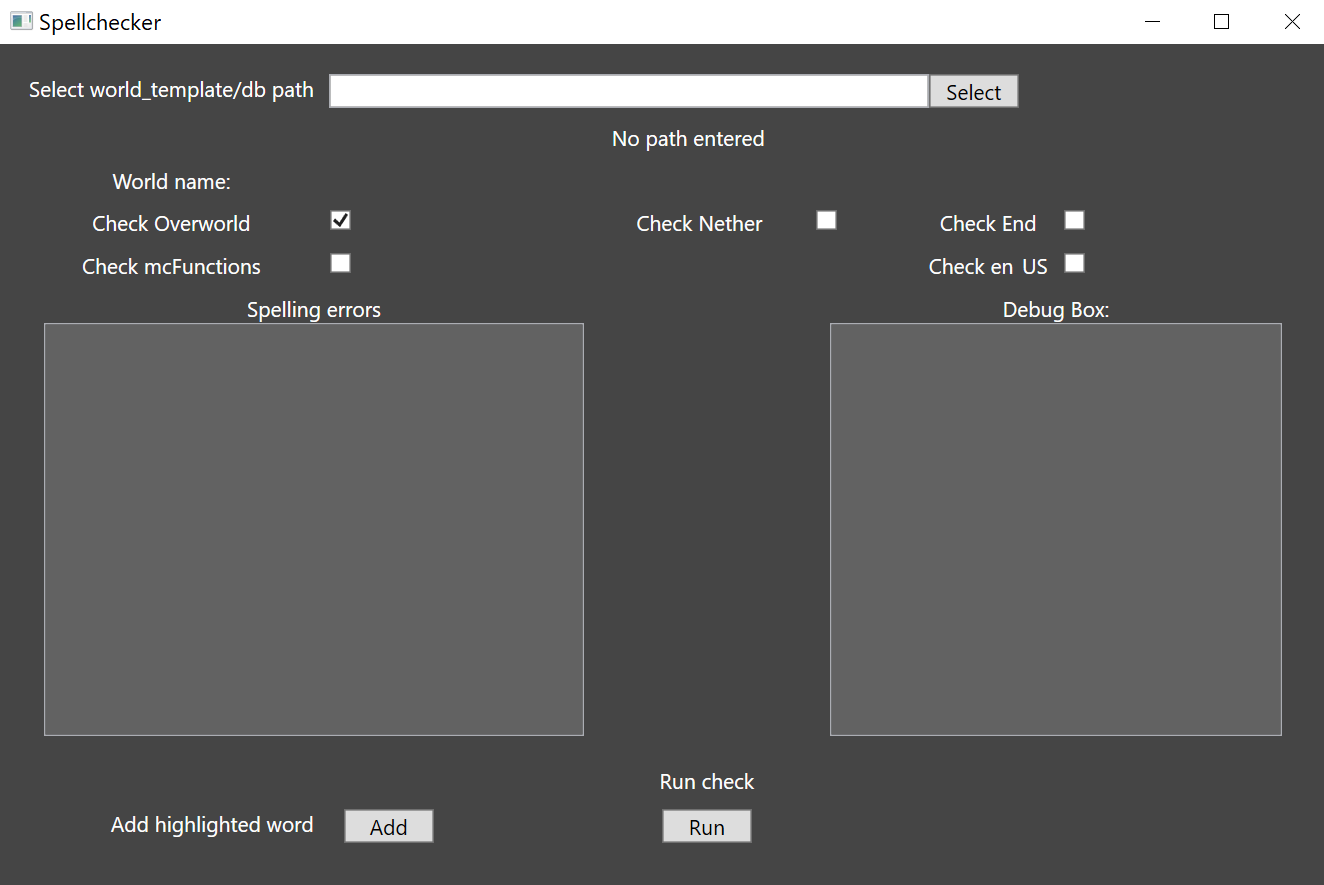 Spellchecker
Select world_template/db path
Select
No path entered
World name:
Check Overworld
Check Nether
Check End
Check mcFunctions
Check en US
Spelling errors
Debug Box:
Run check
Add highlighted word
Add
Run